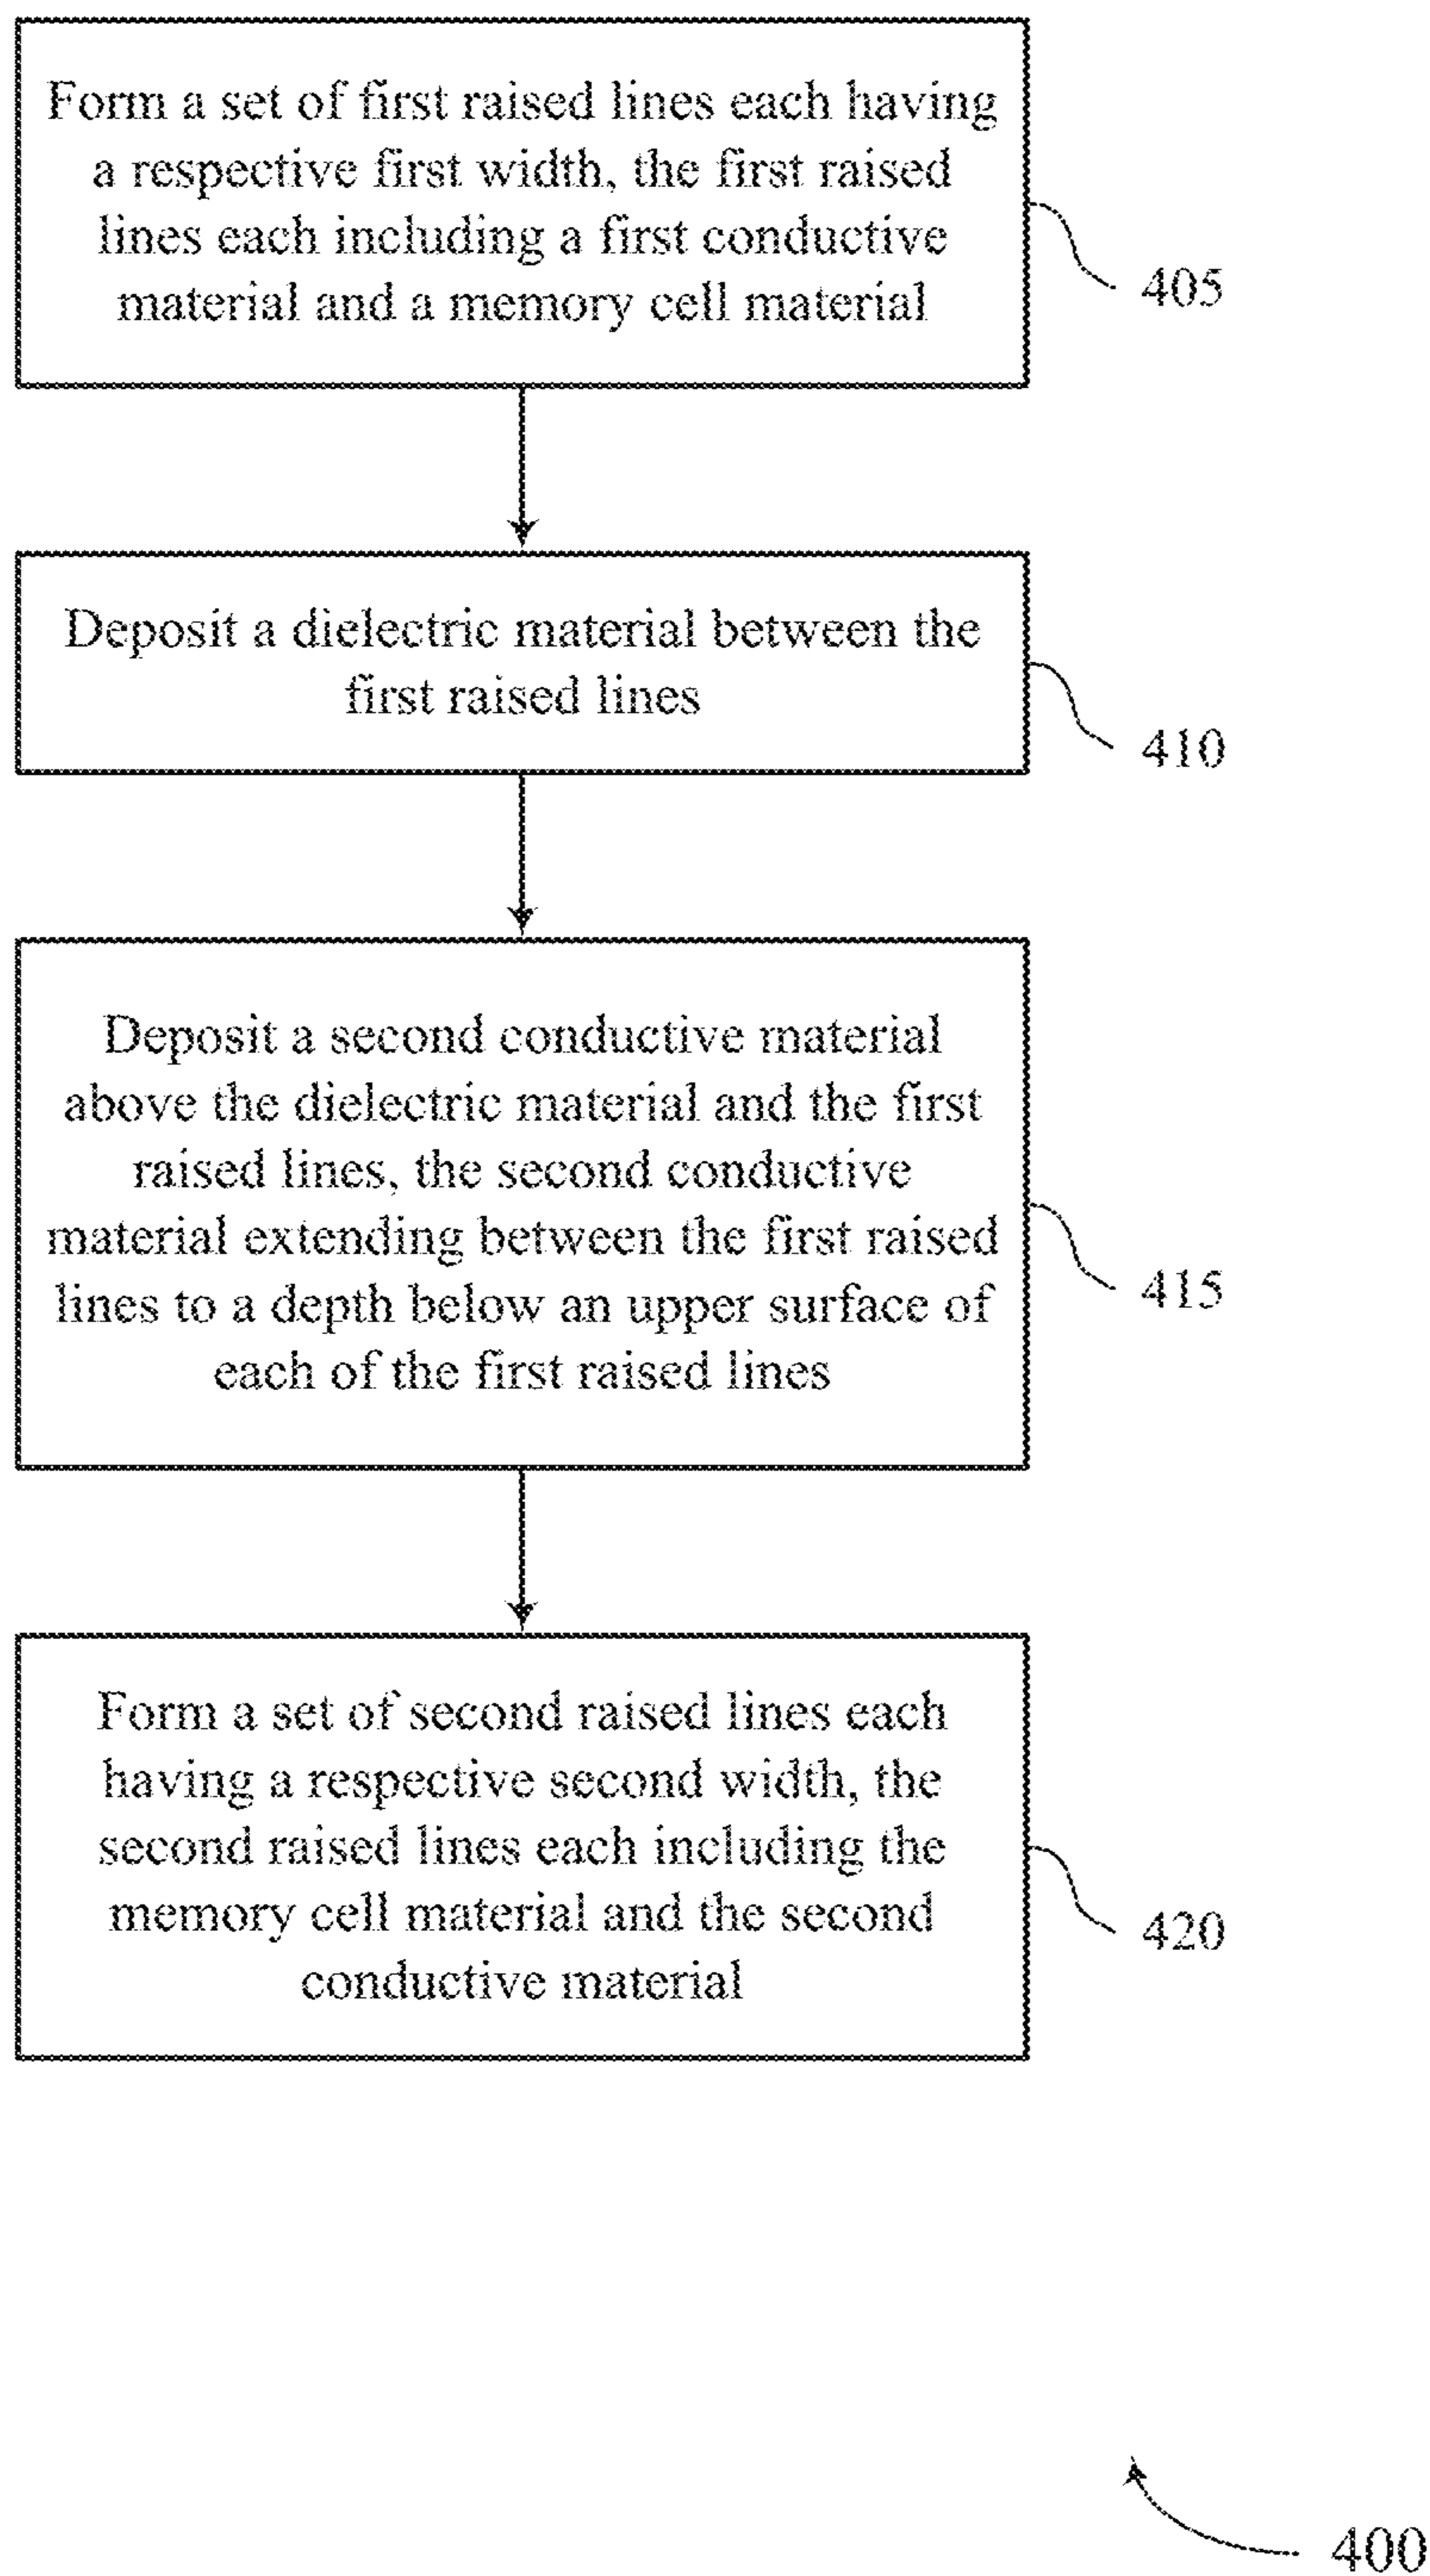 Form a set of first raised lines each having
a respective first width, the first raised
lines each including a first conductive
material and a memory cell material
405
Deposit a dielectric material between the
first raised lines
410
Deposit a second conductive material
above the dielectric material and the first
raised lines, the second conductive
material extending between the first raised
lines to a depth below an upper surface of
each of the first raised lines
415
Form a set of second raised lines each
having a respective second width, the
second raised lines each including the
memory cell material and the second
conductive material
420
400